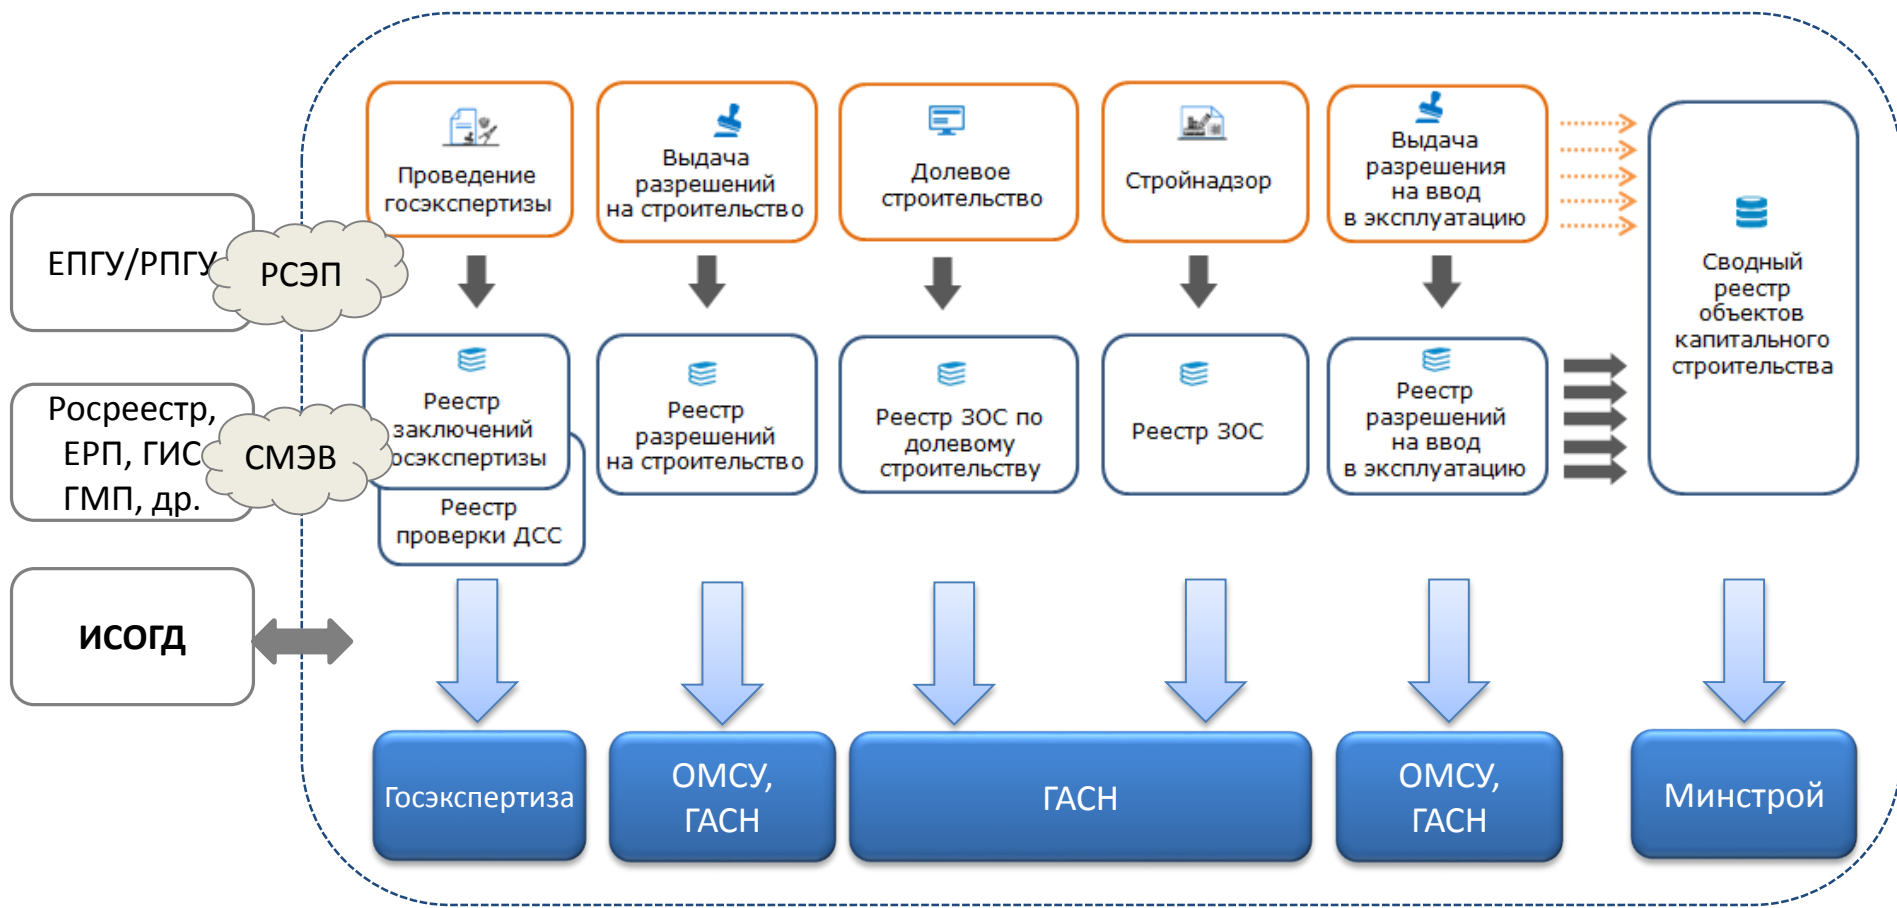 Проведение
госэкспертизы
Выдача
разрешений
на строительство
Долевое
строительство
Стройнадзор
Выдача
разрешения
на ввод
в эксплуатацию
Сводный
реестр
объектов
капитального
строительства
ЕПГУ/РПГУ
РСЭП
Росреестр,
ЕРП, ГИС
ГМП, др.
СМЭВ
Реестр
заключений
госэкспертизы
Реестр
проверки ДСС
Реестр
разрешений
на строительство
Реестр ЗОС по
долевому
строительству
Реестр ЗОС
Реестр
разрешений
на ввод
в эксплуатацию
ИСОГД
Госэкспертиза
ОМСУ,
ГАСН
ГАСН
ОМСУ,
ГАСН
Минстрой